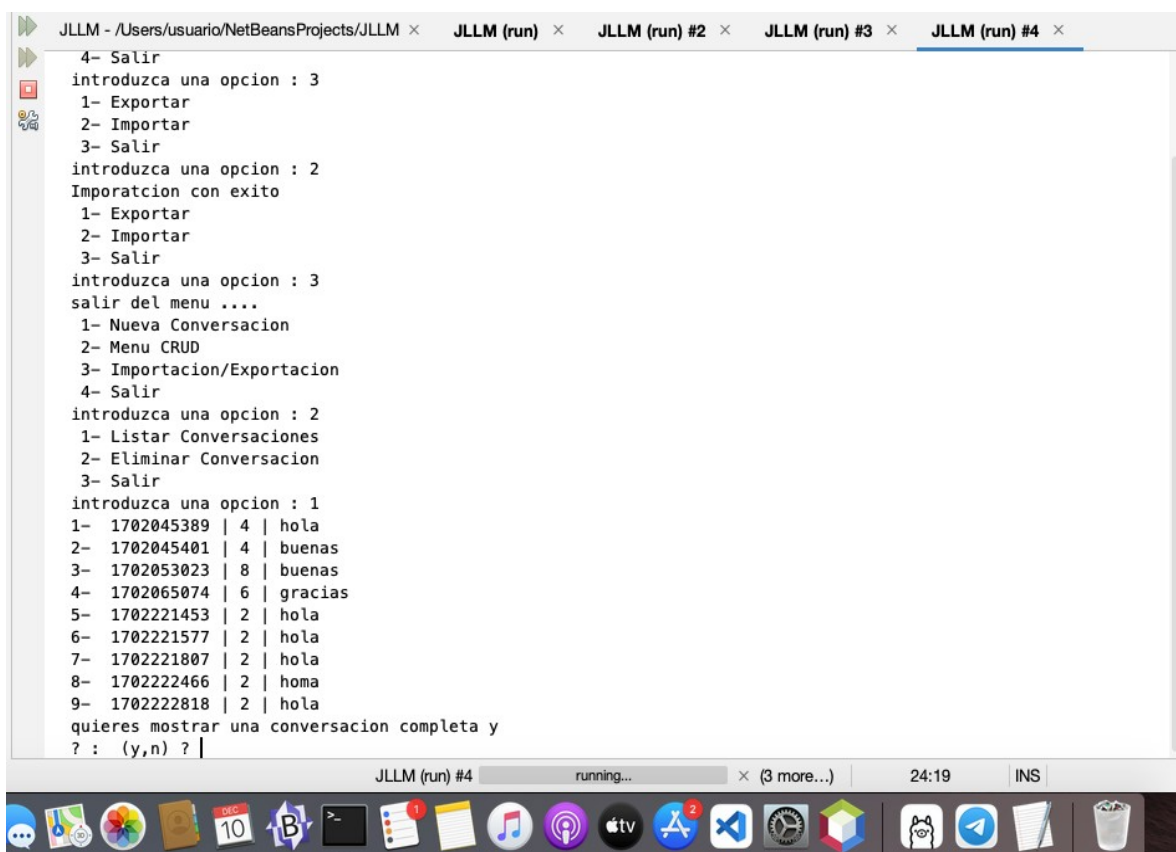 JLLM - /Users/usuario/NetBeansProjects/JLLM × JLLM (run) × JLLM (run) #2 × JLLM (run) #3 × JLLM (run) #4 ×
4- Salir
introduzca una opcion : 3
1- Exportar
2- Importar
3- Salir
introduzca una opcion : 2
Imporatcion con exito
1- Exportar
2- Importar
3- Salir
introduzca una opcion : 3
salir del menu ....
1- Nueva Conversacion
2- Menu CRUD
3- Importacion/Exportacion
4- Salir
introduzca una opcion : 2
1- Listar Conversaciones
2- Eliminar Conversacion
3- Salir
introduzca una opcion : 1
1- 1702045389 | 4 | hola
2- 1702045401 | 4 | buenas
3- 1702053023 | 8 | buenas
4- 1702065074 | 6 | gracias
5- 1702221453 | 2 | hola
6- 1702221577 | 2 | hola
7- 1702221807 | 2 | hola
8- 1702222466 | 2 | homa
9- 1702222818 | 2 | hola
quieres mostrar una conversacion completa y
? : (y,n) ?
JLLM (run) #4 running... × (3 more...) 24:19 INS
DEC
10
B
>_
1
tv
2